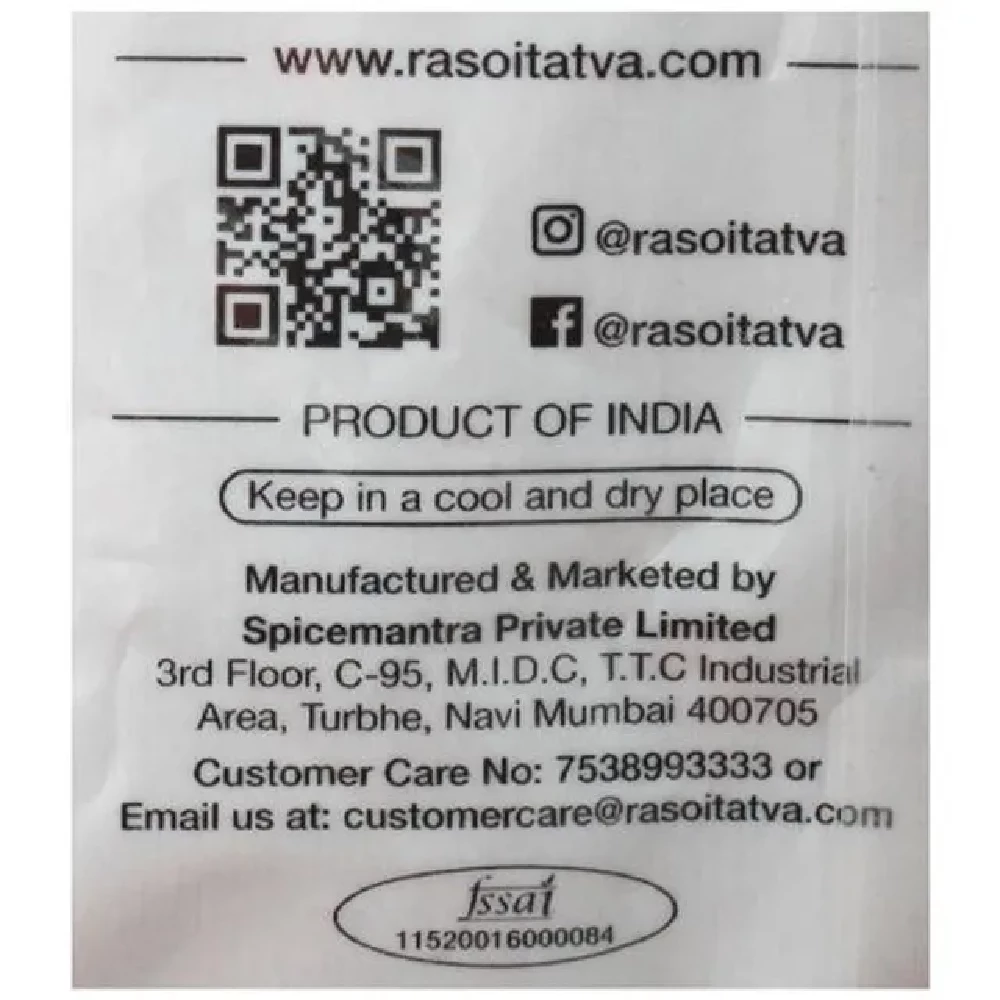 www.rasoitatva.com
@rasoitatva
@rasoitatva
PRODUCT OF INDIA
Keep in a cool and dry place
Manufactured & Marketed by
Spicemantra Private Limited
3rd Floor, C-95, M.I.D.C, T.T.C Industrial
Area, Turbhe, Navi Mumbai 400705
Customer Care No: 7538993333 or
Email us at: customercare@rasoitatva.com
fssai
11520016000084